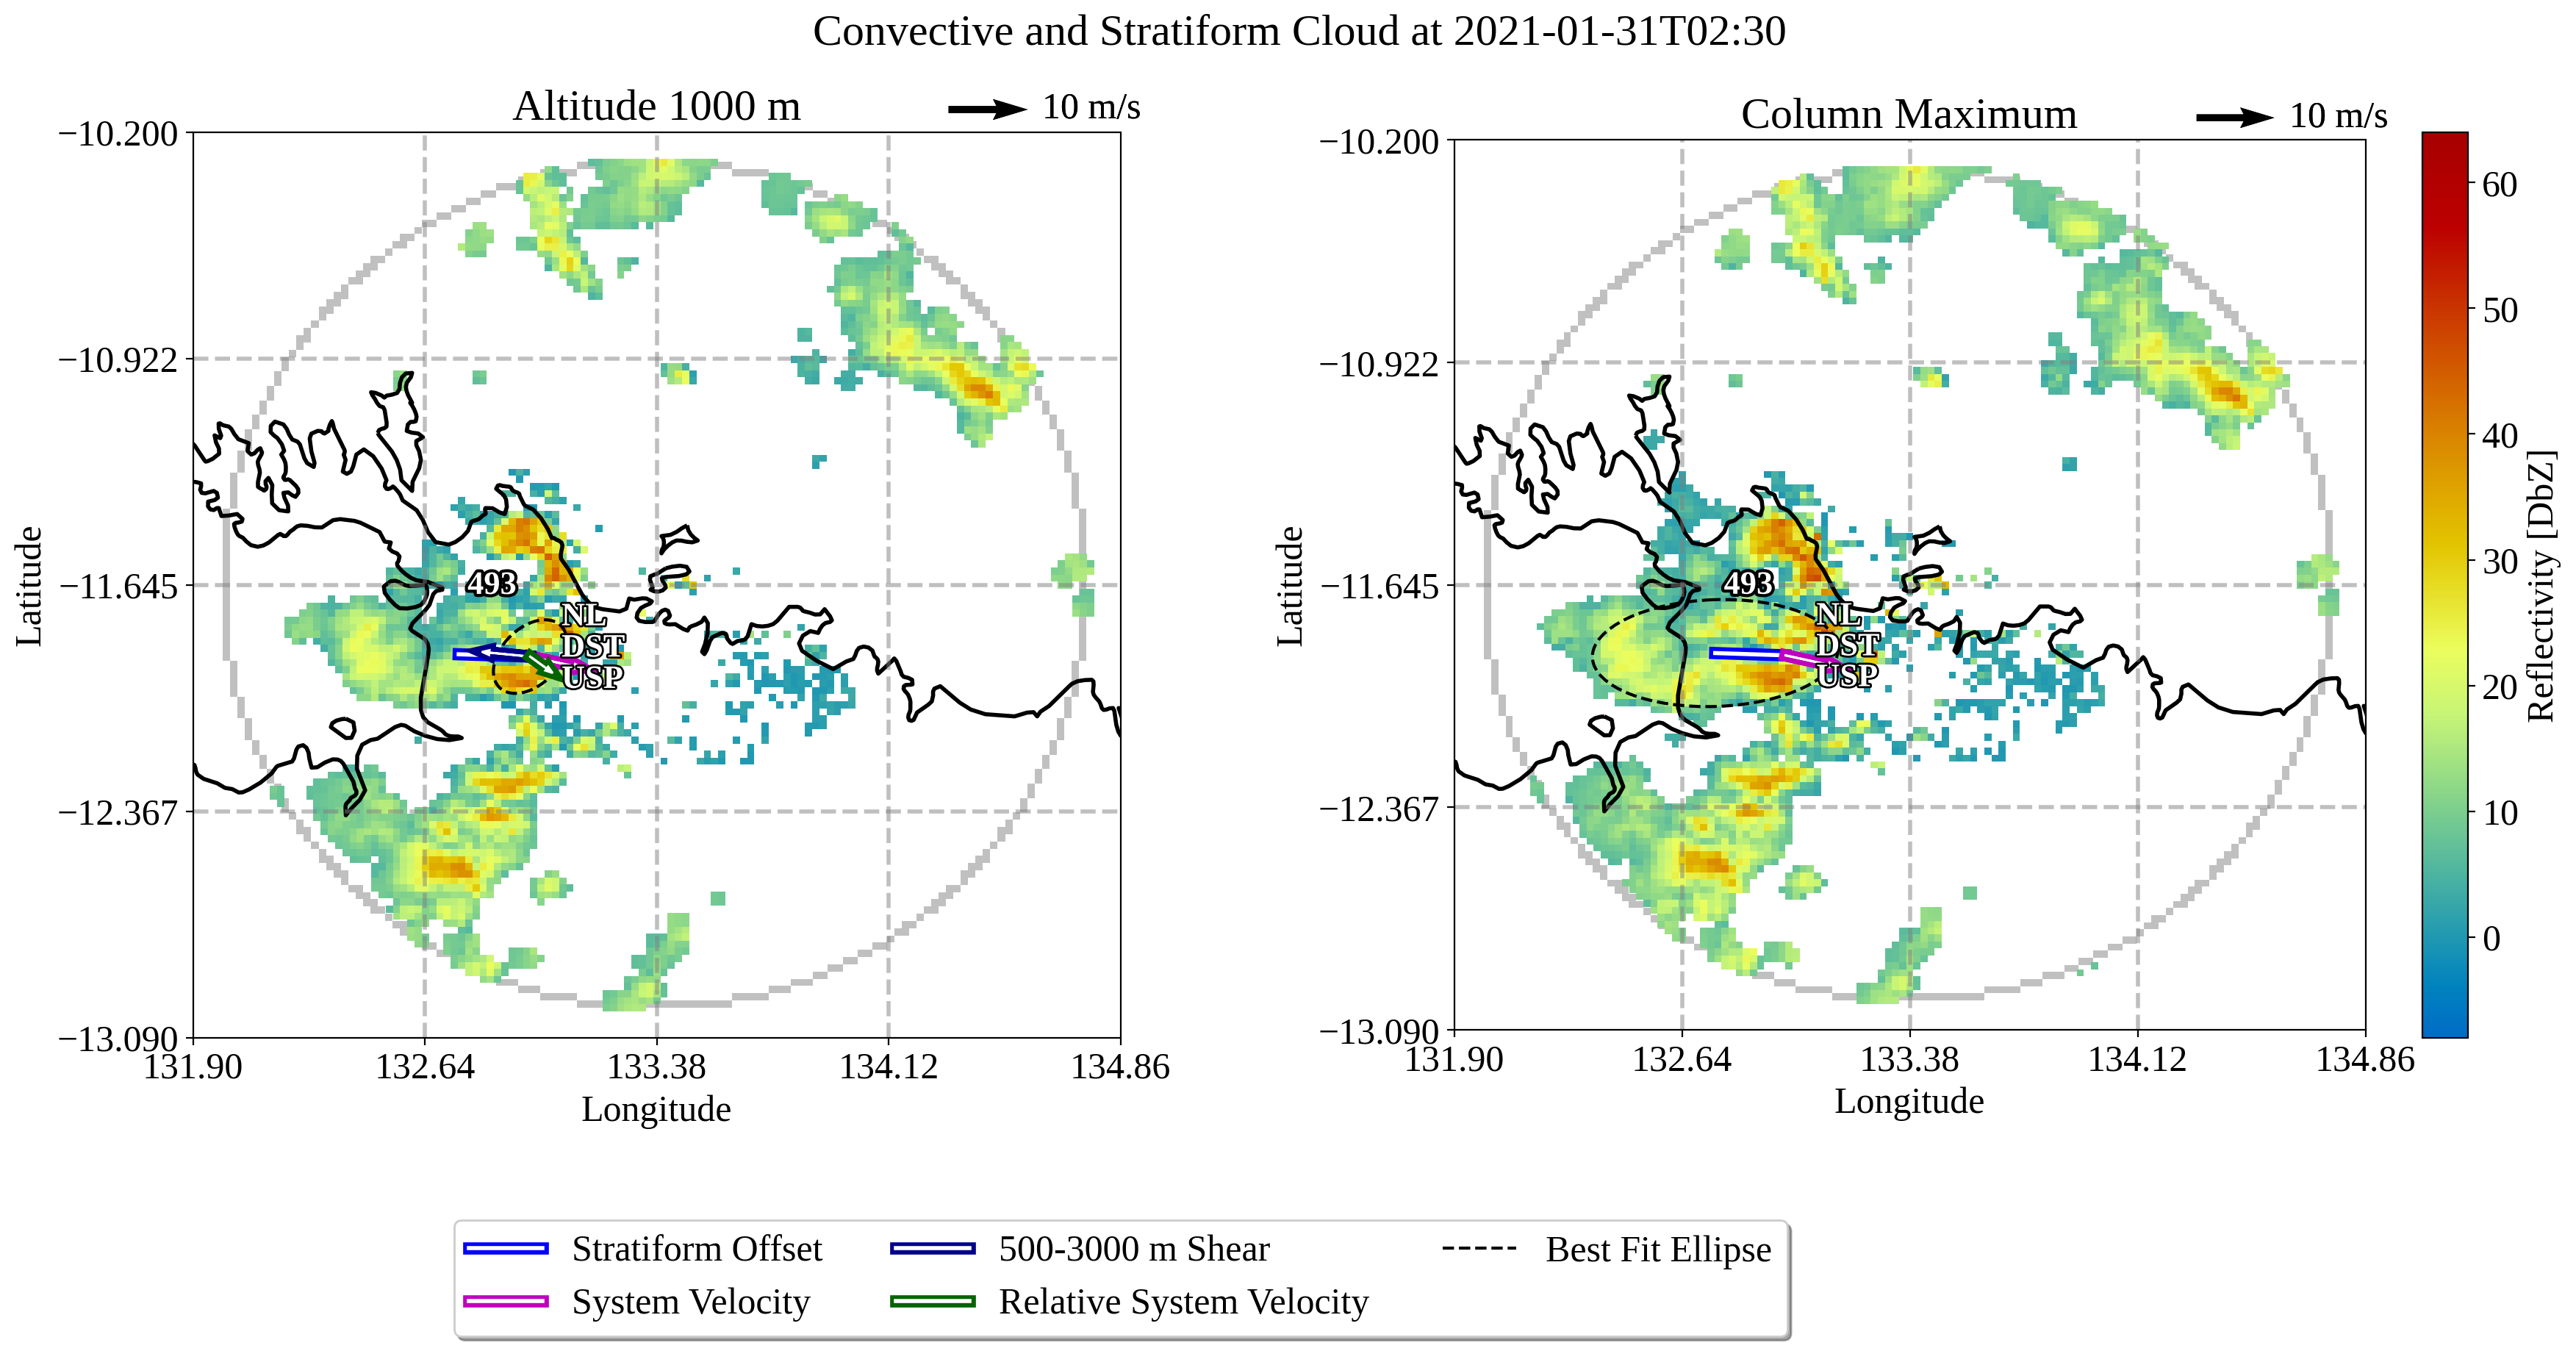 Convective and Stratiform Cloud at 2021-01-31T02:30
Altitude 1000 m
10 m/s
−10.200
−10.922
−11.645
−12.367
−13.090
131.90
132.64
133.38
134.12
134.86
Latitude
Longitude
493
NL
DST
USP
Column Maximum
10 m/s
−10.200
−10.922
−11.645
−12.367
−13.090
131.90
132.64
133.38
134.12
134.86
Latitude
Longitude
493
NL
DST
USP
60
50
40
30
20
10
0
Reflectivity [DbZ]
Stratiform Offset
500-3000 m Shear
Best Fit Ellipse
System Velocity
Relative System Velocity